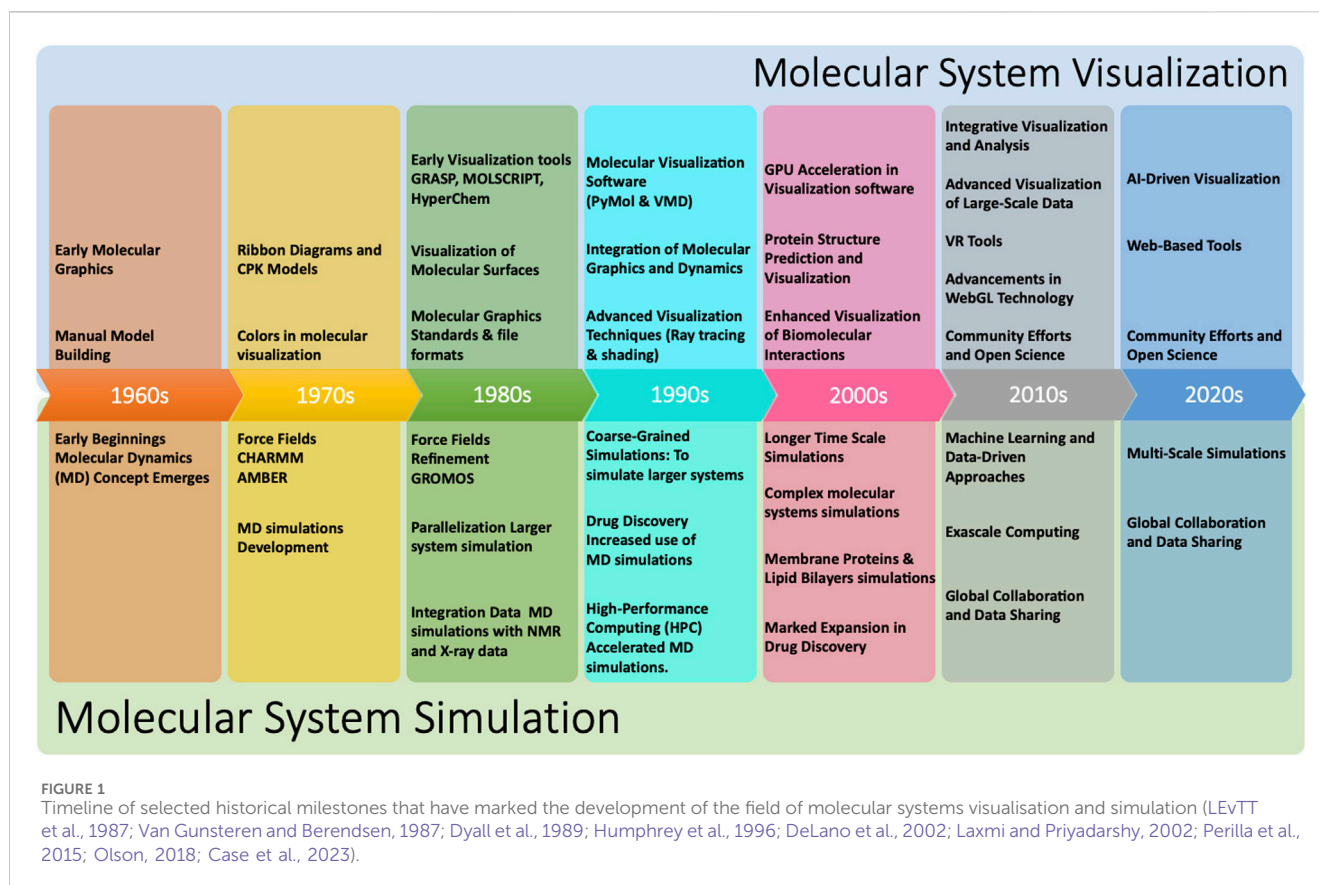 Molecular System Visualization
Early Molecular
Graphics
Manual Model
Building
Ribbon Diagrams and
CPK Models
Colors in molecular
visualization
Early Visualization tools
GRASP, MOLSCRIPT,
HyperChem
Visualization of
Molecular Surfaces
Molecular Graphics
Standards & file
formats
Molecular Visualization
Software
(PyMol & VMD)
Integration of Molecular
Graphics and Dynamics
Advanced Visualization
Techniques (Ray tracing
& shading)
GPU Acceleration in
Visualization software
Protein Structure
Prediction and
Visualization
Enhanced Visualization
of Biomolecular
Interactions
Integrative Visualization
and Analysis
Advanced Visualization
of Large-Scale Data
VR Tools
Advancements in
WebGL Technology
Community Efforts
and Open Science
AI-Driven Visualization
Web-Based Tools
Community Efforts and
Open Science
1960s
1970s
1980s
1990s
2000s
2010s
2020s
Early Beginnings
Molecular Dynamics
(MD) Concept Emerges
Force Fields
CHARMM
AMBER
MD simulations
Development
Force Fields
Refinement
GROMOS
Parallelization Larger
system simulation
Integration Data MD
simulations with NMR
and X-ray data
Coarse-Grained
Simulations: To
simulate larger systems
Drug Discovery
Increased use of
MD simulations
High-Performance
Computing (HPC)
Accelerated MD
simulations.
Longer Time Scale
Simulations
Complex molecular
systems simulations
Membrane Proteins &
Lipid Bilayers simulations
Marked Expansion in
Drug Discovery
Machine Learning and
Data-Driven
Approaches
Exascale Computing
Global Collaboration
and Data Sharing
Multi-Scale Simulations
Global Collaboration
and Data Sharing
Molecular System Simulation
FIGURE 1
Timeline of selected historical milestones that have marked the development of the field of molecular systems visualisation and simulation (LEvTT
et al., 1987; Van Gunsteren and Berendsen, 1987; Dyall et al., 1989; Humphrey et al., 1996; DeLano et al., 2002; Laxmi and Priyadarshy, 2002; Perilla et al.,
2015; Olson, 2018; Case et al., 2023).